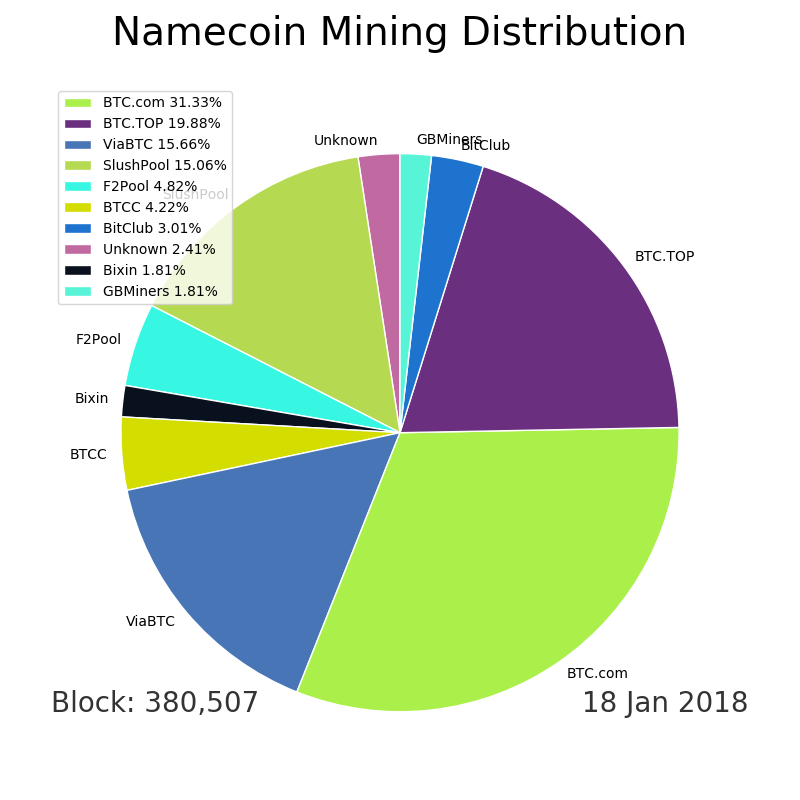 Namecoin Mining Distribution
BTC.com 31.33%
BTC.TOP 19.88%
ViaBTC 15.66%
SlushPool 15.06%
F2Pool 4.82%
BTCC 4.22%
BitClub 3.01%
Unknown 2.41%
Bixin 1.81%
GBMiners 1.81%
Unknown
GBMiners
BitClub
SlushPool
BTC.TOP
F2Pool
Bixin
BTCC
ViaBTC
BTC.com
Block: 380,507
18 Jan 2018